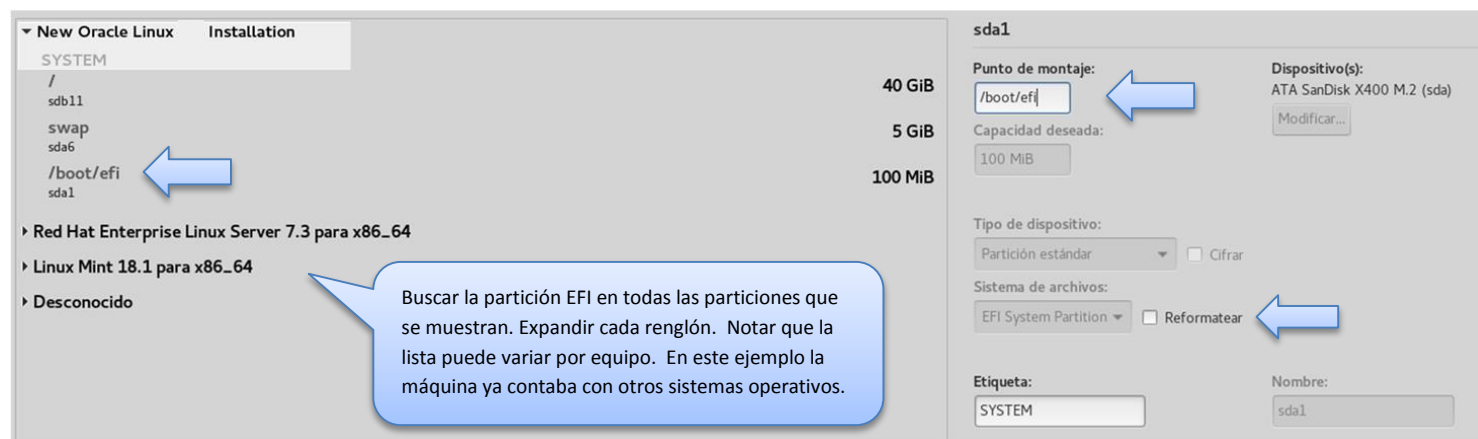 New Oracle Linux Installation
SYSTEM
/
sdb11
40 GiB
swap
sda6
5 GiB
/boot/efi
sda1
100 MiB
Red Hat Enterprise Linux Server 7.3 para x86_64
Linux Mint 18.1 para x86_64
Desconocido
Buscar la partición EFI en todas las particiones que
se muestran. Expandir cada renglón. Notar que la
lista puede variar por equipo. En este ejemplo la
máquina ya contaba con otros sistemas operativos.
sda1
Punto de montaje:
/boot/efi
Dispositivo(s):
ATA SanDisk X400 M.2 (sda)
Modificar...
Capacidad deseada:
100 MiB
Tipo de dispositivo:
Partición estándar
Cifrar
Sistema de archivos:
EFI System Partition
Reformatear
Etiqueta:
SYSTEM
Nombre:
sda1